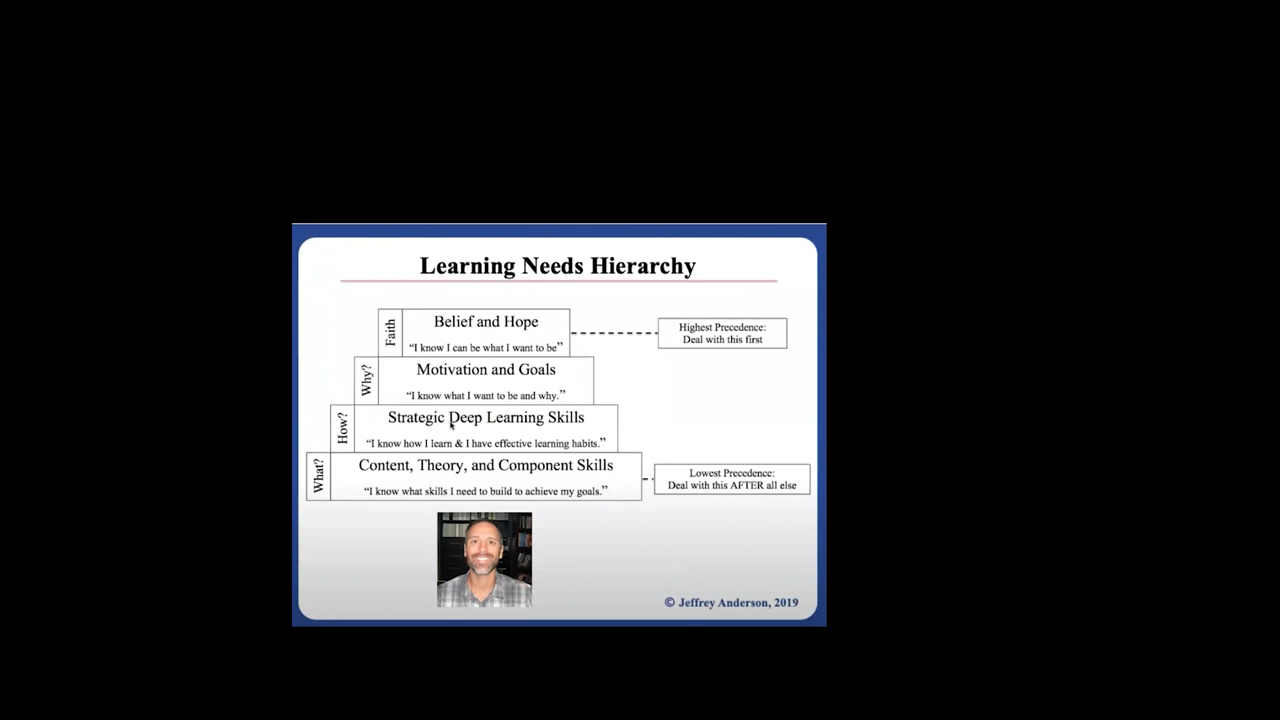 Learning Needs Hierarchy
Faith
Belief and Hope
“I know I can be what I want to be”
Highest Precedence:
Deal with this first
Why?
Motivation and Goals
“I know what I want to be and why.”
How?
Strategic Deep Learning Skills
“I know how I learn & I have effective learning habits.”
What?
Content, Theory, and Component Skills
“I know what skills I need to build to achieve my goals.”
Lowest Precedence:
Deal with this AFTER all else
© Jeffrey Anderson, 2019